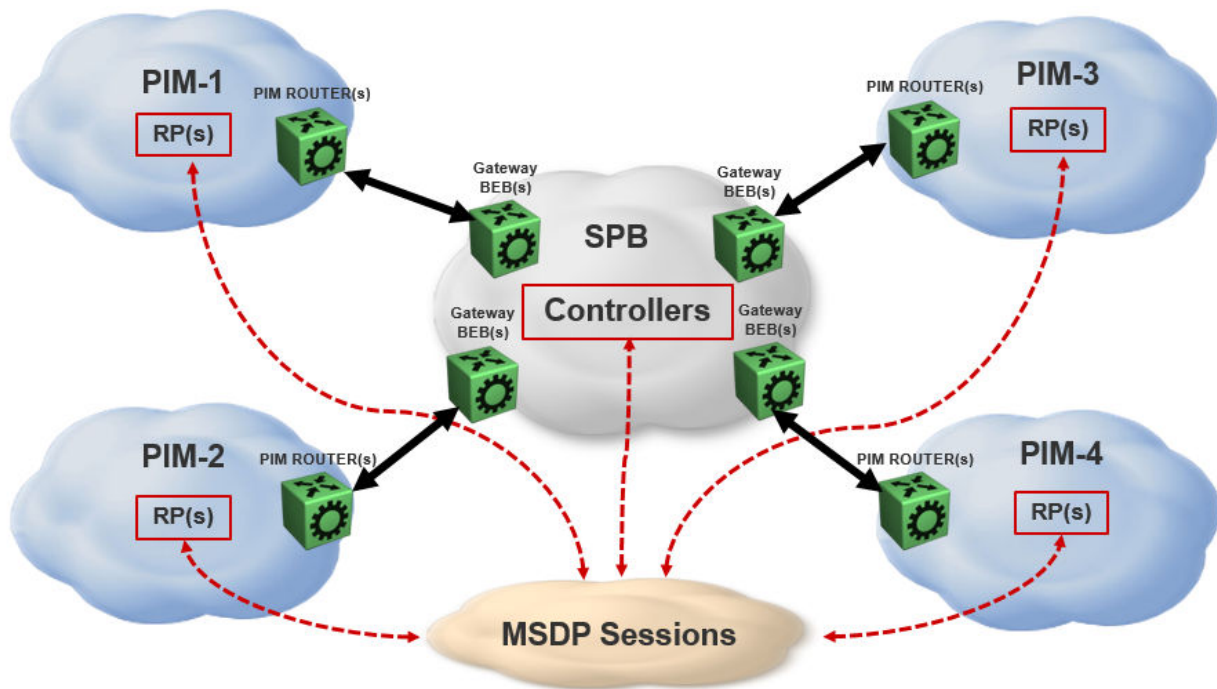 PIM-1
PIM ROUTER(s)
RP(s)
PIM-3
PIM ROUTER(s)
RP(s)
Gateway
BEB(s)
Gateway
BEB(s)
SPB
Controllers
Gateway
BEB(s)
Gateway
BEB(s)
PIM-2
PIM ROUTER(s)
RP(s)
PIM-4
PIM ROUTER(s)
RP(s)
MSDP Sessions